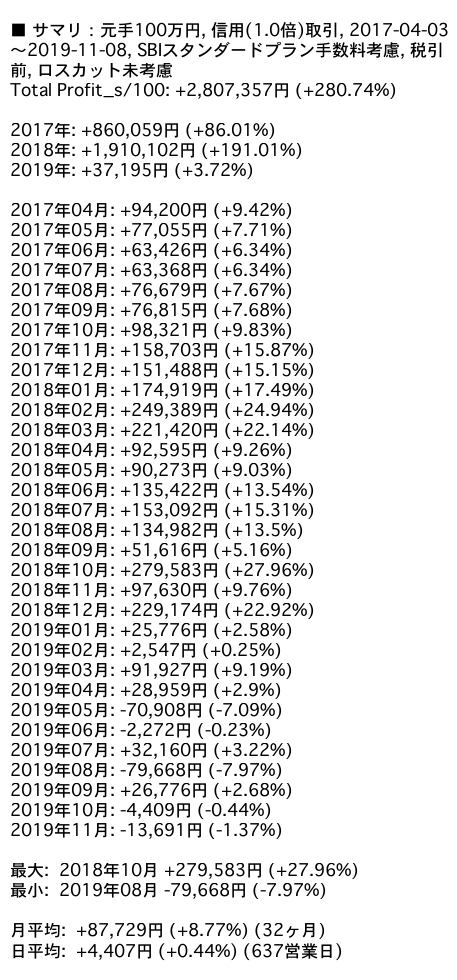 ■ サマリ：元手100万円, 信用(1.0倍)取引, 2017-04-03
～2019-11-08, SBIスタンダードプラン手数料考慮, 税引
前, ロスカット未考慮
Total Profit_s/100: +2,807,357円 (+280.74%)
2017年: +860,059円 (+86.01%)
2018年: +1,910,102円 (+191.01%)
2019年: +37,195円 (+3.72%)
2017年04月: +94,200円 (+9.42%)
2017年05月: +77,055円 (+7.71%)
2017年06月: +63,426円 (+6.34%)
2017年07月: +63,368円 (+6.34%)
2017年08月: +76,679円 (+7.67%)
2017年09月: +76,815円 (+7.68%)
2017年10月: +98,321円 (+9.83%)
2017年11月: +158,703円 (+15.87%)
2017年12月: +151,488円 (+15.15%)
2018年01月: +174,919円 (+17.49%)
2018年02月: +249,389円 (+24.94%)
2018年03月: +221,420円 (+22.14%)
2018年04月: +92,595円 (+9.26%)
2018年05月: +90,273円 (+9.03%)
2018年06月: +135,422円 (+13.54%)
2018年07月: +153,092円 (+15.31%)
2018年08月: +134,982円 (+13.5%)
2018年09月: +51,616円 (+5.16%)
2018年10月: +279,583円 (+27.96%)
2018年11月: +97,630円 (+9.76%)
2018年12月: +229,174円 (+22.92%)
2019年01月: +25,776円 (+2.58%)
2019年02月: +2,547円 (+0.25%)
2019年03月: +91,927円 (+9.19%)
2019年04月: +28,959円 (+2.9%)
2019年05月: -70,908円 (-7.09%)
2019年06月: -2,272円 (-0.23%)
2019年07月: +32,160円 (+3.22%)
2019年08月: -79,668円 (-7.97%)
2019年09月: +26,776円 (+2.68%)
2019年10月: -4,409円 (-0.44%)
2019年11月: -13,691円 (-1.37%)
最大: 2018年10月 +279,583円 (+27.96%)
最小: 2019年08月 -79,668円 (-7.97%)
月平均: +87,729円 (+8.77%) (32ヶ月)
日平均: +4,407円 (+0.44%) (637営業日)